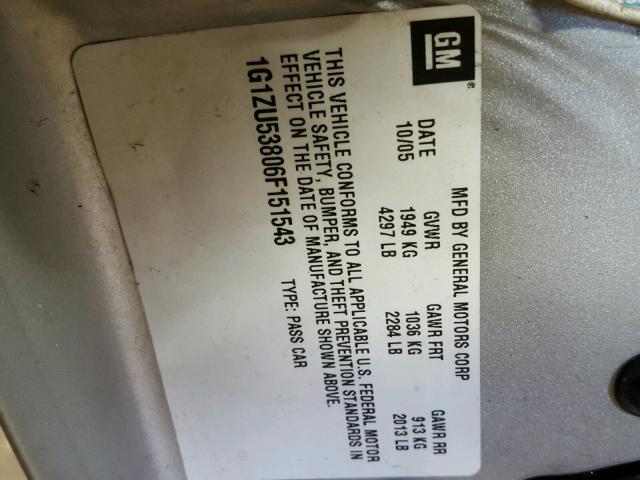 GM
MFD BY GENERAL MOTORS CORP
DATE GVWR GAWR FRT GAWR RR
10/05 1949 KG 1036 KG 913 KG
4297 LB 2284 LB 2013 LB
THIS VEHICLE CONFORMS TO ALL APPLICABLE U.S. FEDERAL MOTOR
VEHICLE SAFETY, BUMPER, AND THEFT PREVENTION STANDARDS IN
EFFECT ON THE DATE OF MANUFACTURE SHOWN ABOVE.
1G1ZU53806F151543 TYPE: PASS CAR